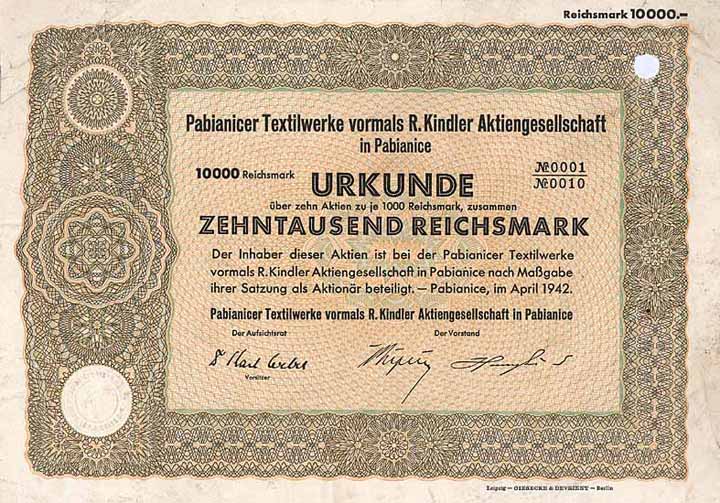 Reichsmark 10000.–
Pabianicer Textilwerke vormals R. Kindler Aktiengesellschaft
in Pabianice
10000 Reichsmark
№0001
№0010
URKUNDE
über zehn Aktien zu je 1000 Reichsmark, zusammen
ZEHNTAUSEND REICHSMARK
Der Inhaber dieser Aktien ist bei der Pabianicer Textilwerke
vormals R. Kindler Aktiengesellschaft in Pabianice nach Maßgabe
ihrer Satzung als Aktionär beteiligt. – Pabianice, im April 1942.
Pabianicer Textilwerke vormals R. Kindler Aktiengesellschaft in Pabianice
Der Aufsichtsrat Der Vorstand
Dr Karl Weber
Vorsitzer
Leipzig – GIESECKE & DEVRIENT – Berlin